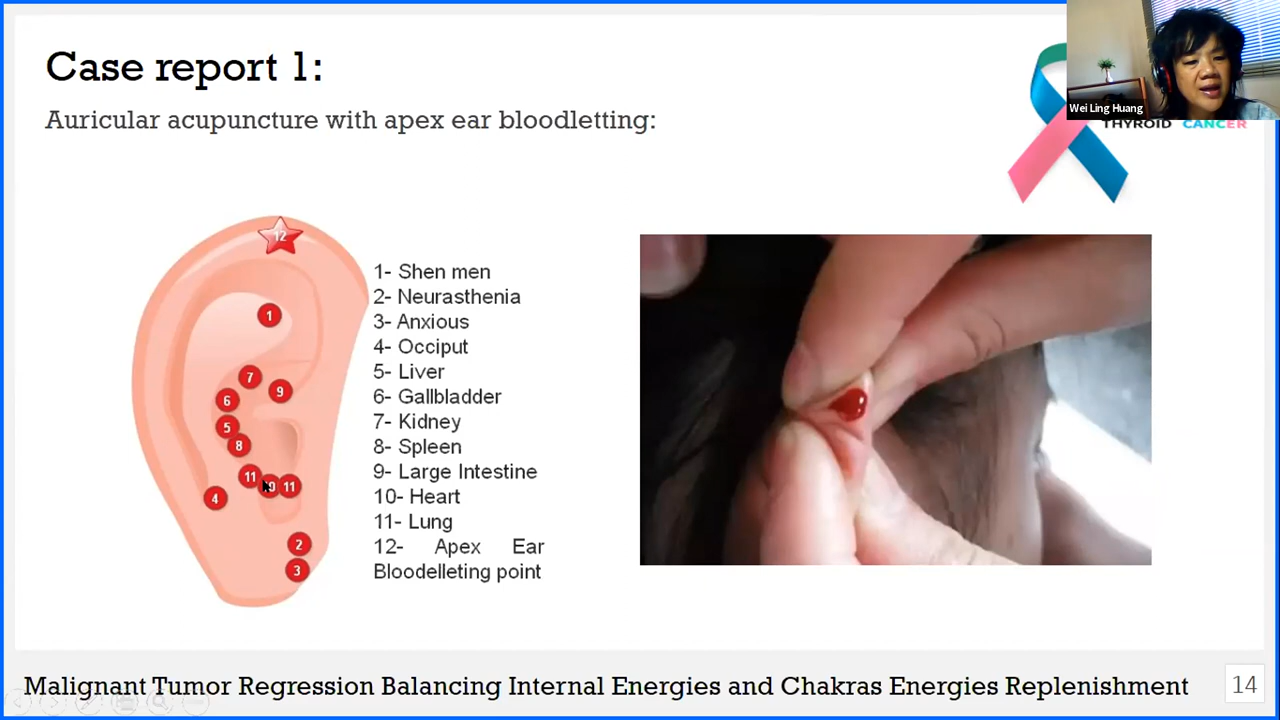 Case report 1:
Auricular acupuncture with apex ear bloodletting:
Wei Ling Huang
THYROID CANCER
12
1
7
9
6
5
8
11
11
4
2
3
1- Shen men
2- Neurasthenia
3- Anxious
4- Occiput
5- Liver
6- Gallbladder
7- Kidney
8- Spleen
9- Large Intestine
10- Heart
11- Lung
12- Apex Ear
Bloodelleting point
Malignant Tumor Regression Balancing Internal Energies and Chakras Energies Replenishment
14